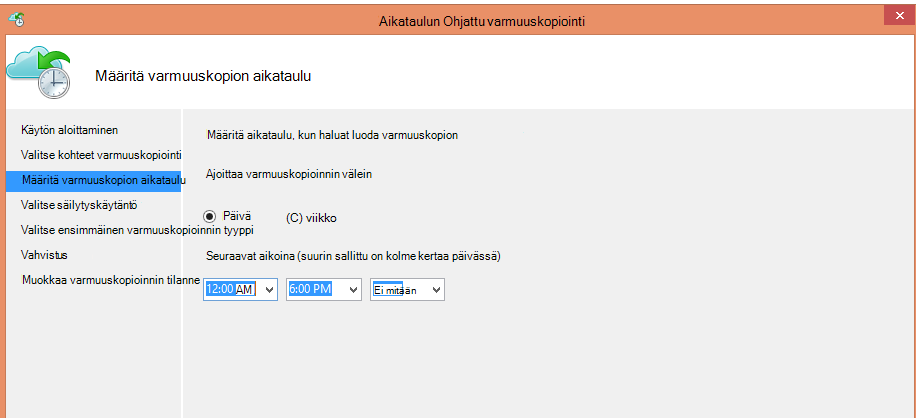 Aikataulun Ohjattu varmuuskopiointi
Määritä varmuuskopion aikataulu
Käytön aloittaminen
Valitse kohteet varmuuskopiointi
Määritä varmuuskopion aikataulu
Valitse säilytyskäytäntö
Valitse ensimmäinen varmuuskopioinnin tyyppi
Vahvistus
Muokkaa varmuuskopioinnin tilanne
Määritä aikataulu, kun haluat luoda varmuuskopion
Ajoittaa varmuuskopioinnin välein
Päivä (C) viikko
Seuraavat aikoina (suurin sallittu on kolme kertaa päivässä)
12:00 AM 6:00 PM Ei mitään